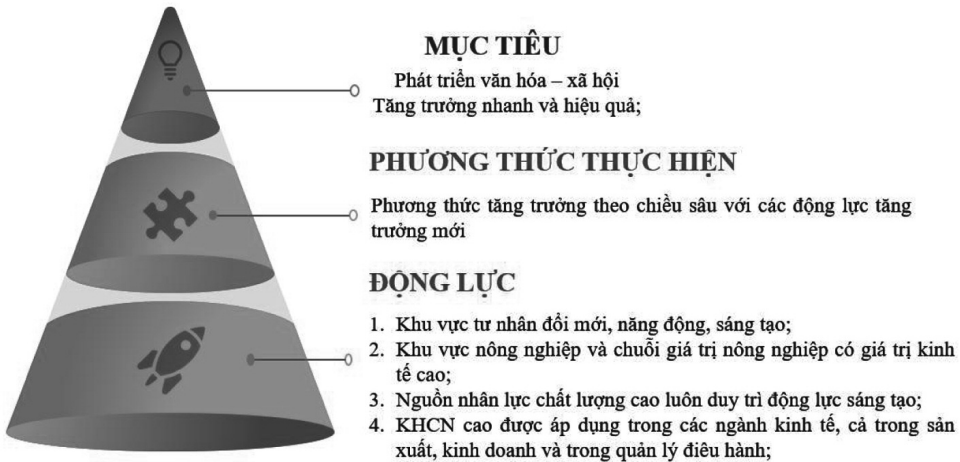 MỤC TIÊU
Phát triển văn hóa – xã hội
Tăng trưởng nhanh và hiệu quả;
PHƯƠNG THỨC THỰC HIỆN
Phương thức tăng trưởng theo chiều sâu với các động lực tăng
trưởng mới
ĐỘNG LỰC
1. Khu vực tư nhân đổi mới, năng động, sáng tạo;
2. Khu vực nông nghiệp và chuỗi giá trị nông nghiệp có giá trị kinh
tế cao;
3. Nguồn nhân lực chất lượng cao luôn duy trì động lực sáng tạo;
4. KHCN cao được áp dụng trong các ngành kinh tế, cả trong sản
xuất, kinh doanh và trong quản lý điêu hành;